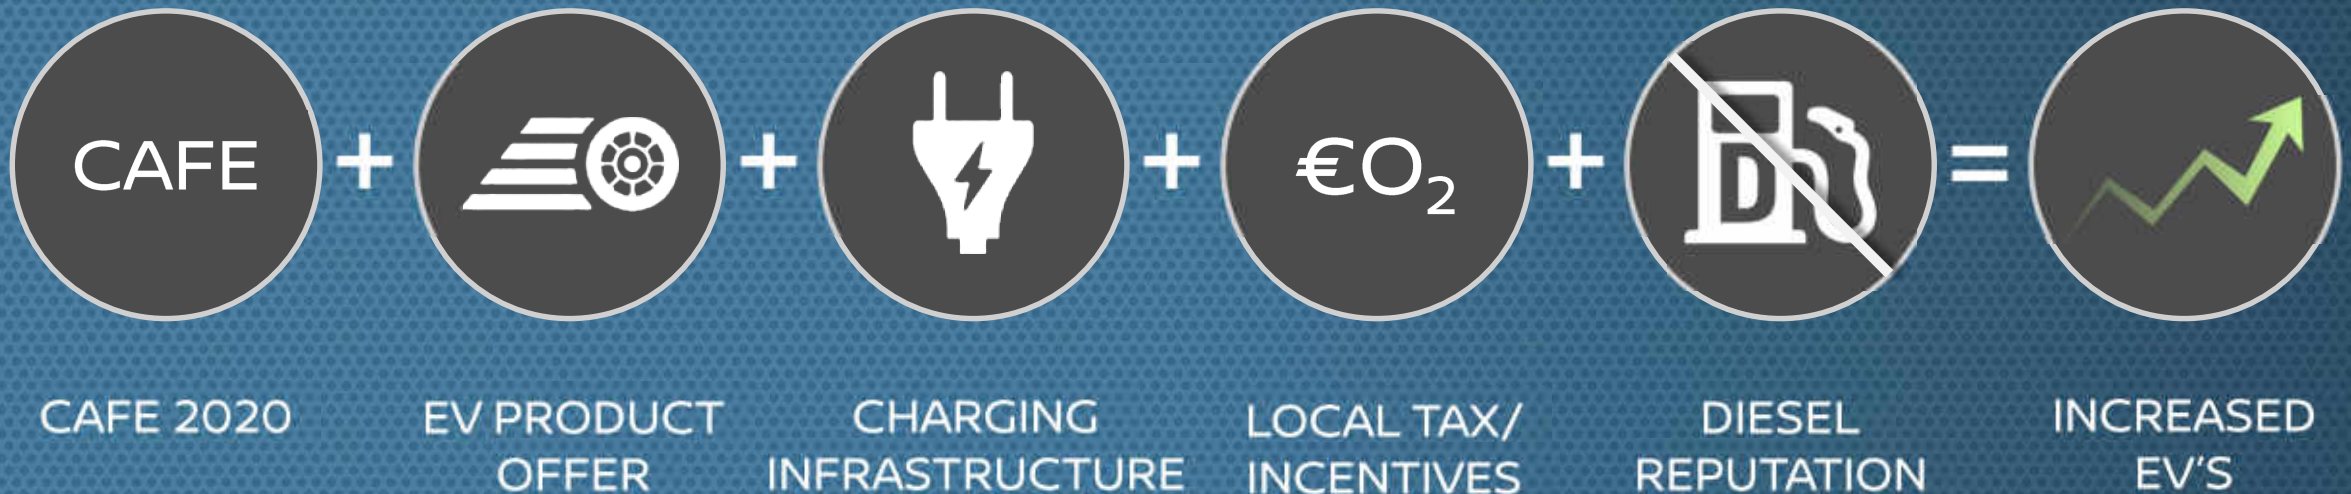 CAFE + + + €O₂ + D =
CAFE 2020
EV PRODUCT
OFFER
CHARGING
INFRASTRUCTURE
LOCAL TAX/
INCENTIVES
DIESEL
REPUTATION
INCREASED
EV'S